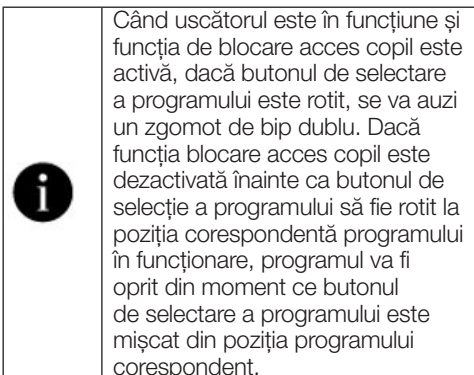 Când uscătorul este în funcțiune și
funcția de blocare acces copil este
activă, dacă butonul de selectare
a programului este rotit, se va auzi
un zgomot de bip dublu. Dacă
funcția blocare acces copil este
dezactivată înainte ca butonul de
selecție a programului să fie rotit la
poziția corespondentă programului
în funcționare, programul va fi
oprit din moment ce butonul
de selectare a programului este
mișcat din poziția programului
corespondent.